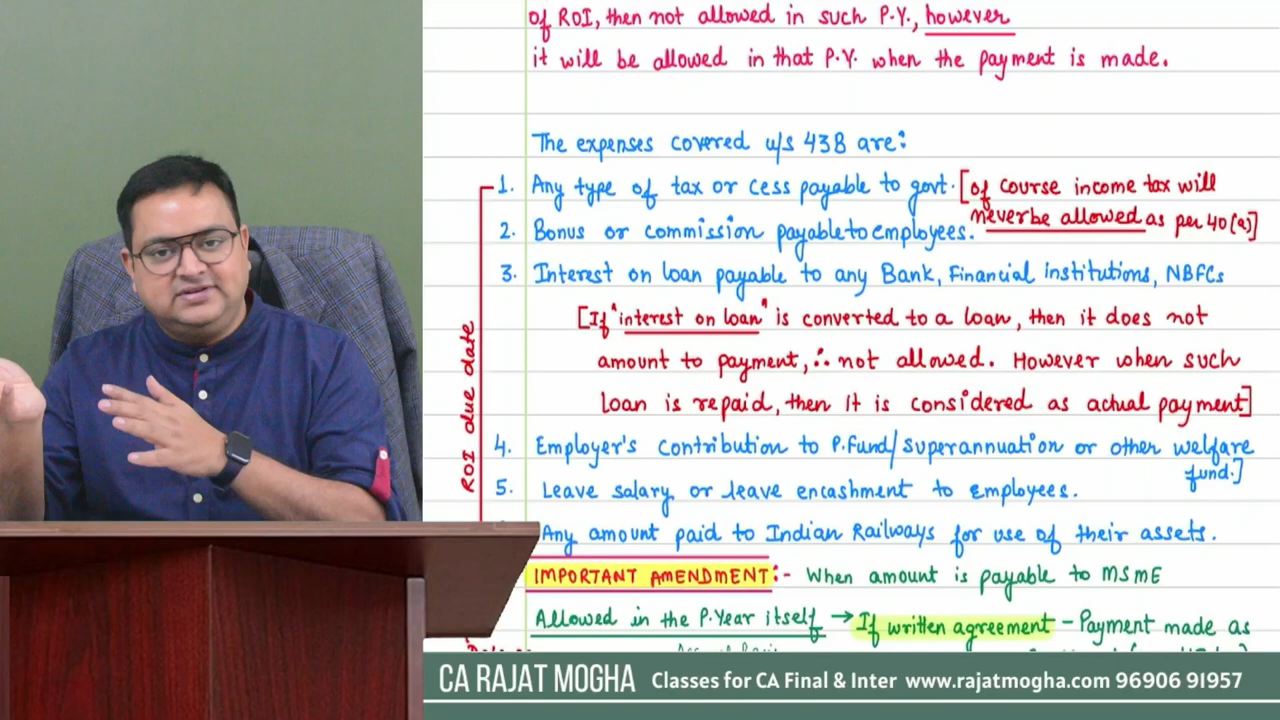 of RoI, then not allowed in such P.Y., however
it will be allowed in that P.Y. when the payment is made.
The expenses covered u/s 43B are:
1. Any type of tax or cess payable to govt. [of course income tax will
never be allowed as per 40[a]]
2. Bonus or commission payable to employees.
3. Interest on loan payable to any Bank, Financial institutions, NBFCs
[If "interest on loan" is converted to a loan, then it does not
amount to payment, ∴ not allowed. However when such
loan is repaid, then it is considered as actual payment]
ROI due date
4. Employer's contribution to P.Fund/superannuation or other welfare
fund.]
5. Leave salary or leave encashment to employees.
Any amount paid to Indian Railways for use of their assets.
IMPORTANT AMENDMENT:- When amount is payable to MSME
Allowed in the P.Year itself → If written agreement - Payment made as
CA RAJAT MOGHA Classes for CA Final & Inter www.rajatmogha.com 96906 91957